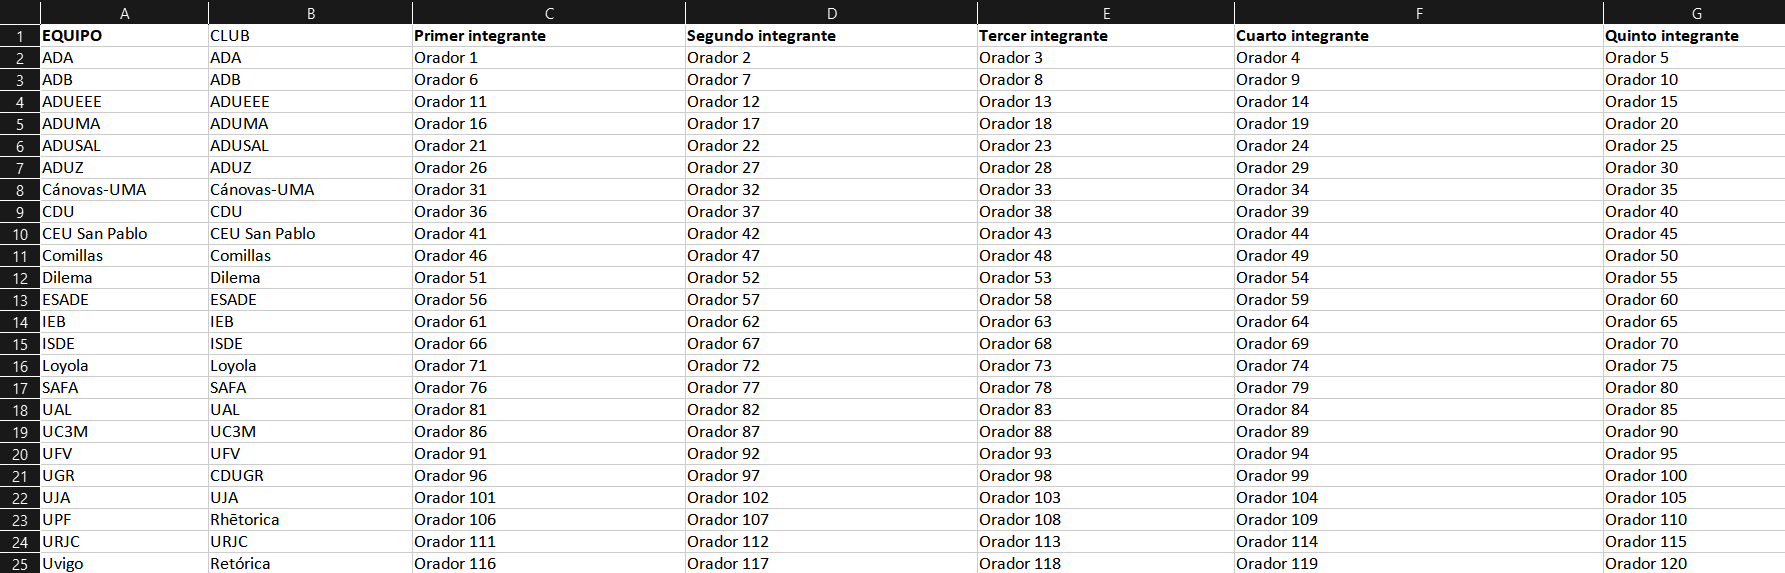 A B C D E F G
1 EQUIPO CLUB Primer integrante Segundo integrante Tercer integrante Cuarto integrante Quinto integrante
2 ADA ADA Orador 1 Orador 2 Orador 3 Orador 4 Orador 5
3 ADB ADB Orador 6 Orador 7 Orador 8 Orador 9 Orador 10
4 ADUEEE ADUEEE Orador 11 Orador 12 Orador 13 Orador 14 Orador 15
5 ADUMA ADUMA Orador 16 Orador 17 Orador 18 Orador 19 Orador 20
6 ADUSAL ADUSAL Orador 21 Orador 22 Orador 23 Orador 24 Orador 25
7 ADUZ ADUZ Orador 26 Orador 27 Orador 28 Orador 29 Orador 30
8 Cánovas-UMA Cánovas-UMA Orador 31 Orador 32 Orador 33 Orador 34 Orador 35
9 CDU CDU Orador 36 Orador 37 Orador 38 Orador 39 Orador 40
10 CEU San Pablo CEU San Pablo Orador 41 Orador 42 Orador 43 Orador 44 Orador 45
11 Comillas Comillas Orador 46 Orador 47 Orador 48 Orador 49 Orador 50
12 Dilema Dilema Orador 51 Orador 52 Orador 53 Orador 54 Orador 55
13 ESADE ESADE Orador 56 Orador 57 Orador 58 Orador 59 Orador 60
14 IEB IEB Orador 61 Orador 62 Orador 63 Orador 64 Orador 65
15 ISDE ISDE Orador 66 Orador 67 Orador 68 Orador 69 Orador 70
16 Loyola Loyola Orador 71 Orador 72 Orador 73 Orador 74 Orador 75
17 SAFA SAFA Orador 76 Orador 77 Orador 78 Orador 79 Orador 80
18 UAL UAL Orador 81 Orador 82 Orador 83 Orador 84 Orador 85
19 UC3M UC3M Orador 86 Orador 87 Orador 88 Orador 89 Orador 90
20 UFV UFV Orador 91 Orador 92 Orador 93 Orador 94 Orador 95
21 UGR CDUGR Orador 96 Orador 97 Orador 98 Orador 99 Orador 100
22 UJA UJA Orador 101 Orador 102 Orador 103 Orador 104 Orador 105
23 UPF Rhētorica Orador 106 Orador 107 Orador 108 Orador 109 Orador 110
24 URJC URJC Orador 111 Orador 112 Orador 113 Orador 114 Orador 115
25 Uvigo Retórica Orador 116 Orador 117 Orador 118 Orador 119 Orador 120